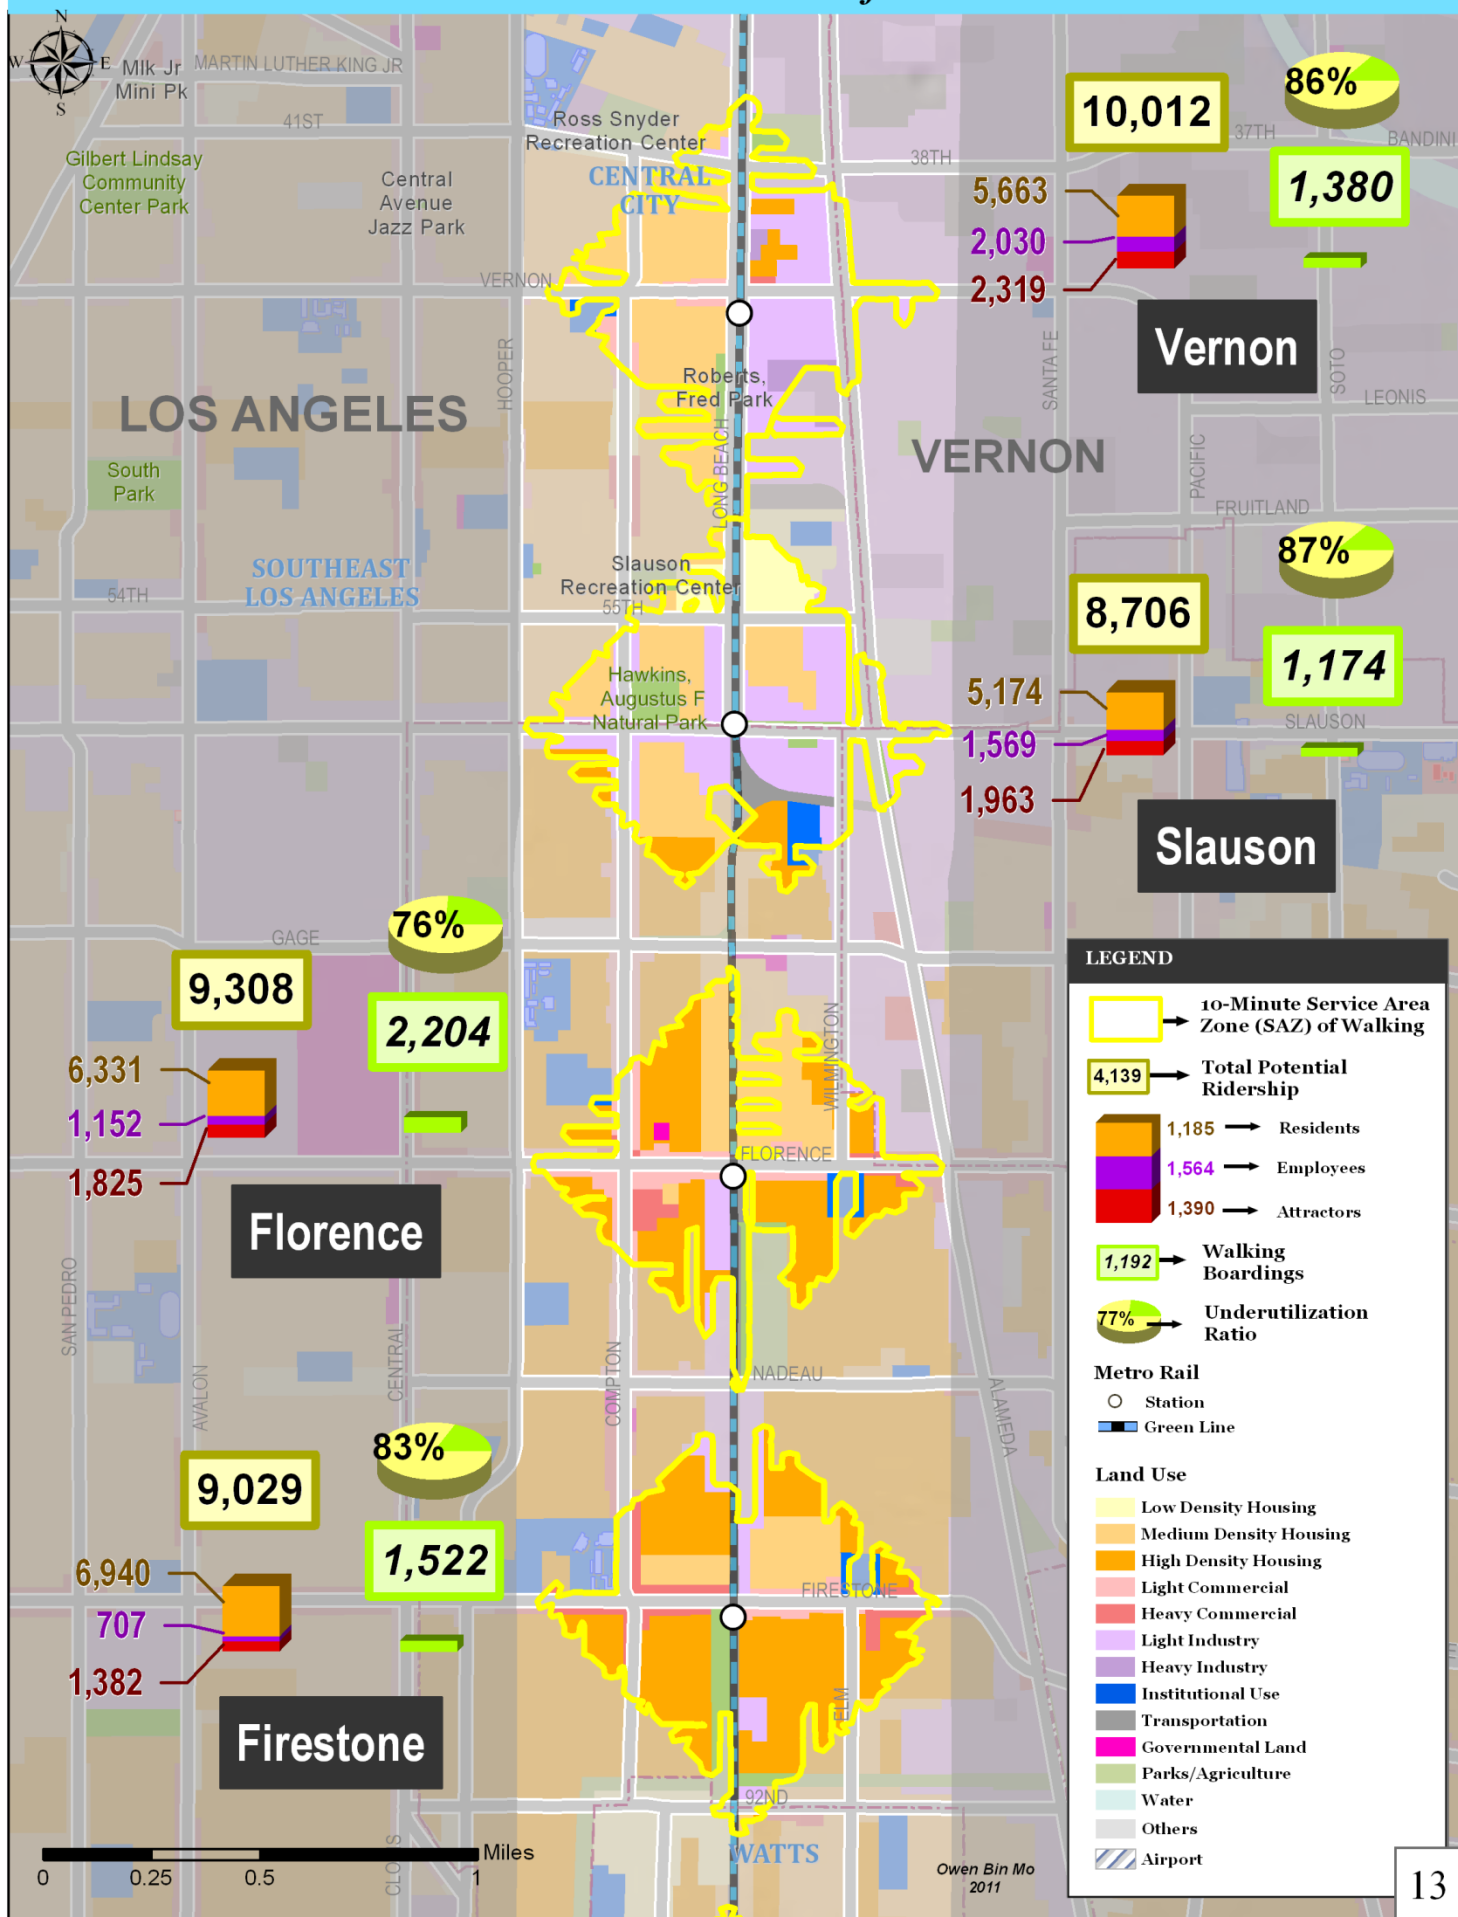 N
W
E
S
Mlk Jr
Mini Pk
MARTIN LUTHER KING JR
41ST
Gilbert Lindsay
Community
Center Park
Central
Avenue
Jazz Park
Ross Snyder
Recreation Center
CENTRAL
CITY
38TH
37TH
BANDINI
10,012
86%
1,380
5,663
2,030
2,319
Vernon
VERNON
HOOPER
SANTA FE
SOTO
LEONIS
LOS ANGELES
Roberts,
Fred Park
LONG BEACH
VERNON
PACIFIC
FRUITLAND
South
Park
SOUTHEAST
LOS ANGELES
54TH
Slauson
Recreation Center
55TH
87%
8,706
1,174
5,174
1,569
1,963
SLAUSON
Slauson
Hawkins,
Augustus F
Natural Park
GAGE
76%
9,308
2,204
6,331
1,152
1,825
Florence
WILMINGTON
FLORENCE
SAN PEDRO
AVALON
CENTRAL
COMPTON
NADEAU
ALAMEDA
83%
9,029
1,522
6,940
707
1,382
Firestone
FIRESTONE
ELM
92ND
WATTS
CLOIS
Miles
0
0.25
0.5
1
Owen Bin Mo
2011
LEGEND
10-Minute Service Area
Zone (SAZ) of Walking
4,139
Total Potential
Ridership
1,185
Residents
1,564
Employees
1,390
Attractors
1,192
Walking
Boardings
77%
Underutilization
Ratio
Metro Rail
Station
Green Line
Land Use
Low Density Housing
Medium Density Housing
High Density Housing
Light Commercial
Heavy Commercial
Light Industry
Heavy Industry
Institutional Use
Transportation
Governmental Land
Parks/Agriculture
Water
Others
Airport
13